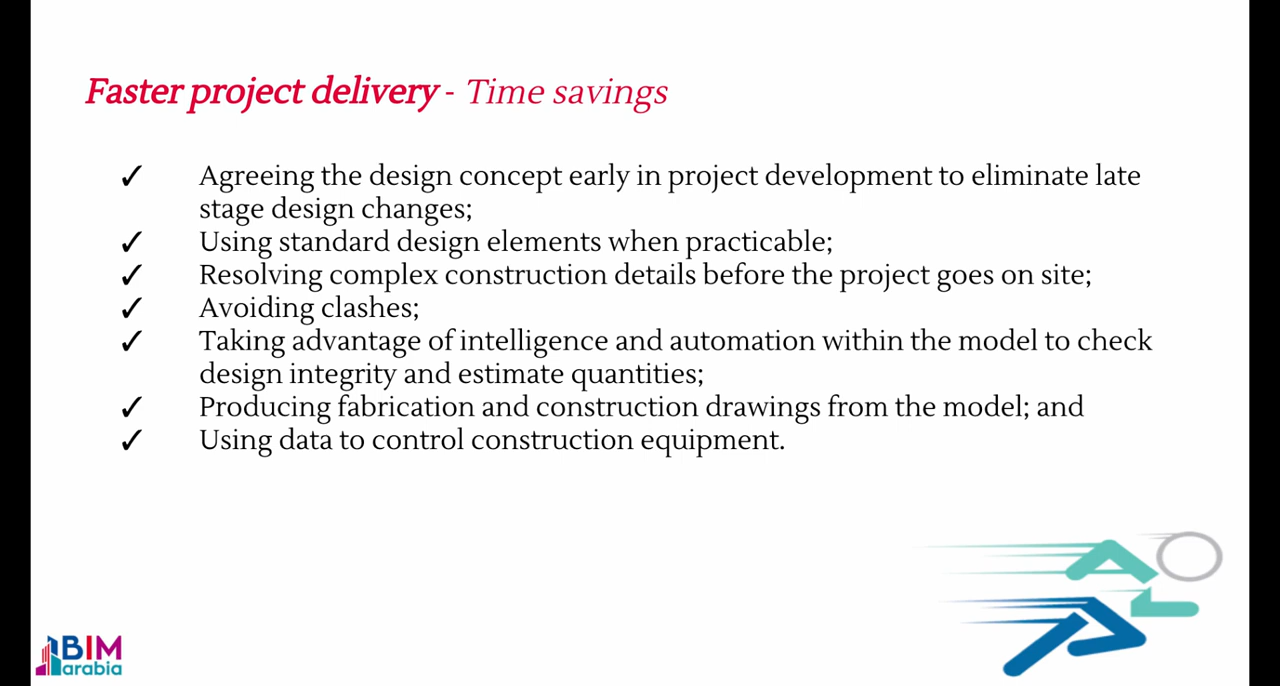 Faster project delivery - Time savings
✓ Agreeing the design concept early in project development to eliminate late
stage design changes;
✓ Using standard design elements when practicable;
✓ Resolving complex construction details before the project goes on site;
✓ Avoiding clashes;
✓ Taking advantage of intelligence and automation within the model to check
design integrity and estimate quantities;
✓ Producing fabrication and construction drawings from the model; and
✓ Using data to control construction equipment.
BIM
arabia